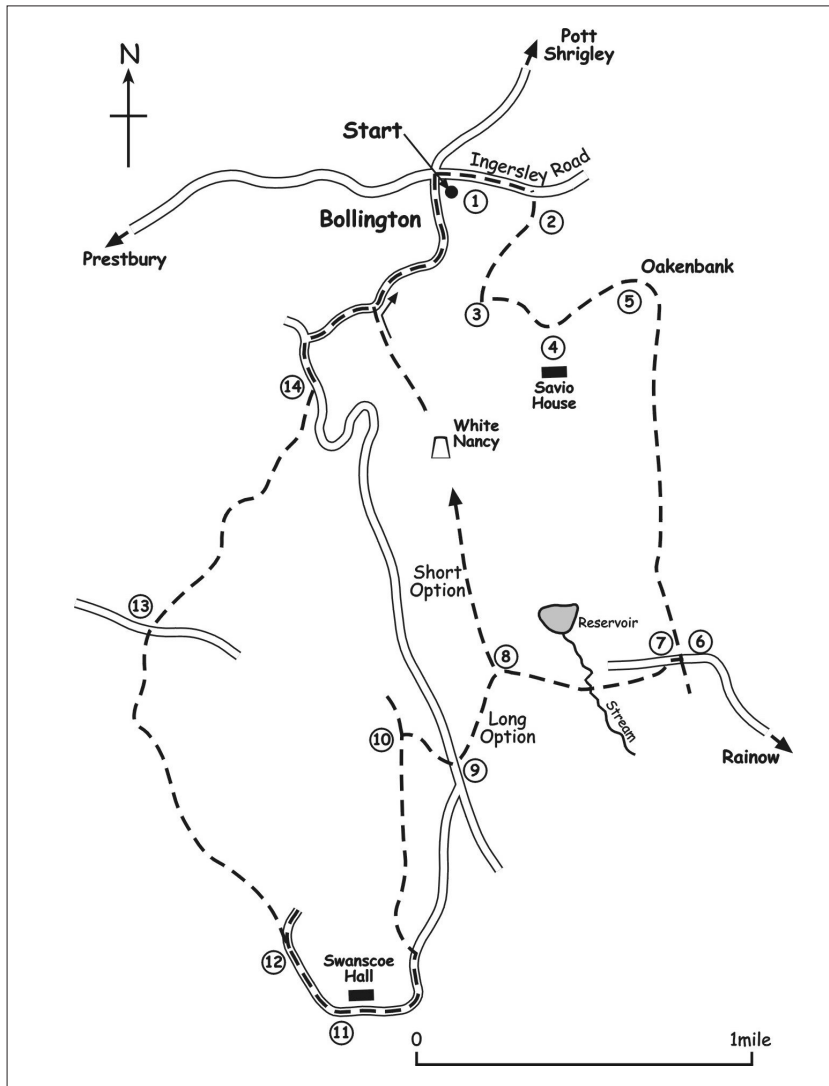 N
Pott
Shrigley
Start
Ingersley Road
1
2
Bollington
Prestbury
Oakenbank
3
5
4
Savio
House
14
White
Nancy
Short
Option
13
Reservoir
8
7
6
Stream
Long
Option
10
9
Rainow
12
Swanscoe
Hall
11
0
1mile